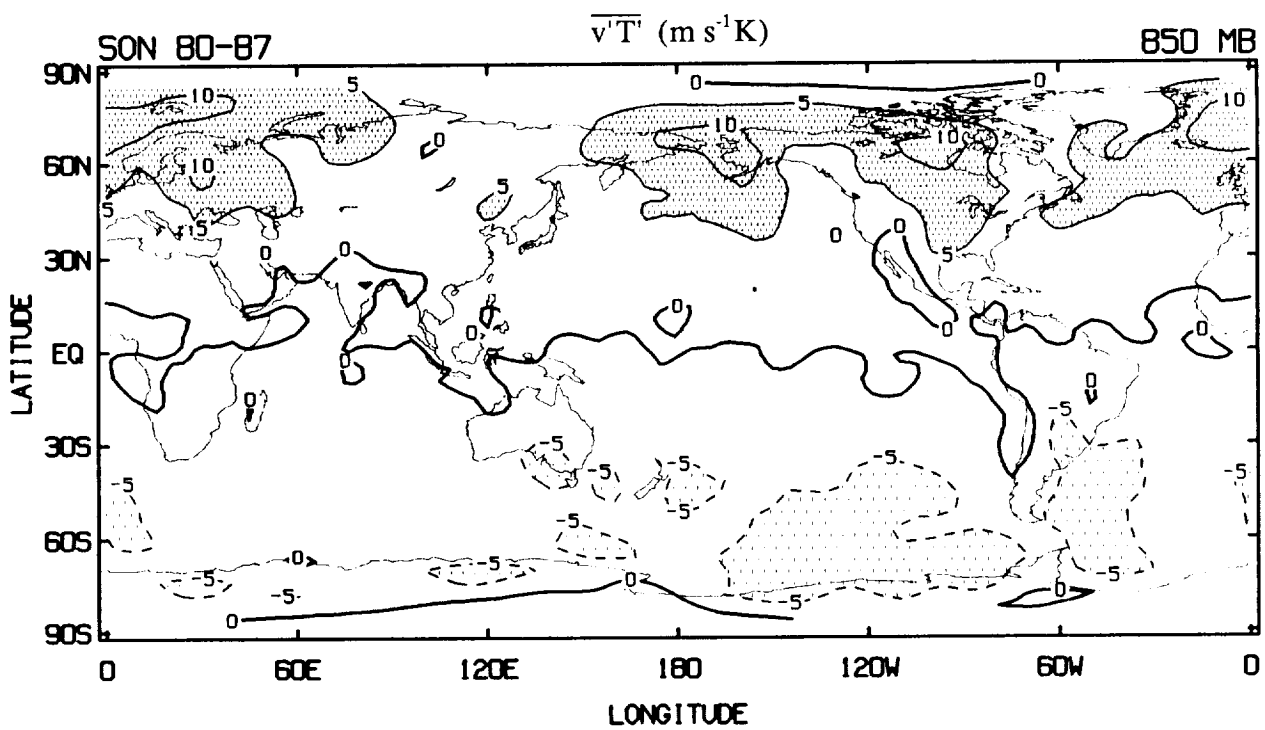 v'T' (m s⁻¹K)
SON 80-87
850 MB
90N
60N
30N
EQ
30S
60S
90S
LATITUDE
0 60E 120E 180 120W 60W 0
LONGITUDE
10 5 0 5 0 10
10 0 10
10 5
5 5 0
0 0 0 5
0 0 0
0 0
0 0
-5
-5 -5 -5 -5
-5 -5
-5
0 -5 0 -5
-5 -5 0
0